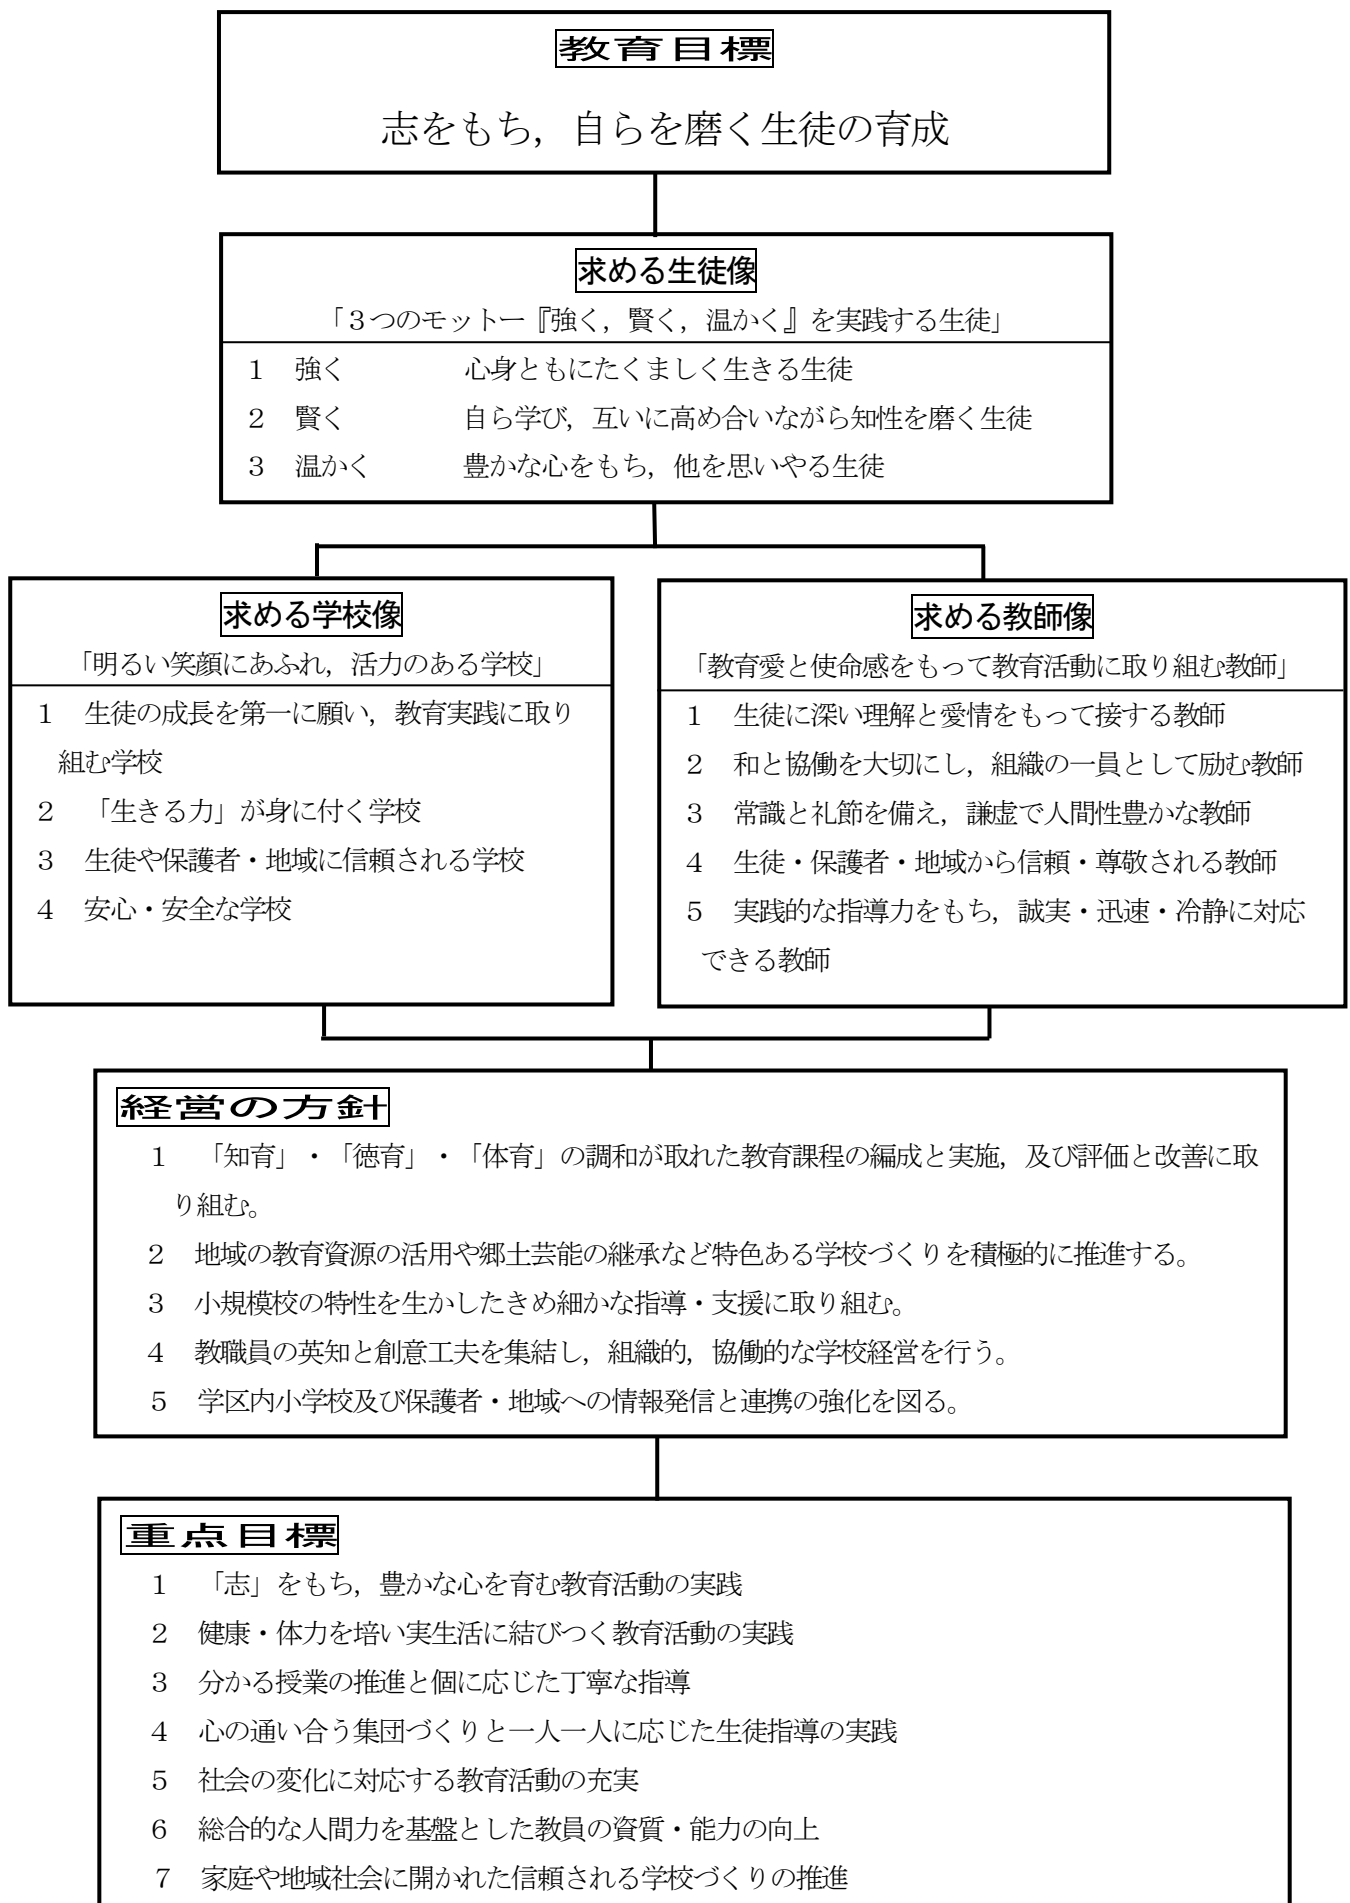 教育目標
志をもち，自らを磨く生徒の育成
求める生徒像
「３つのモットー『強く，賢く，温かく』を実践する生徒」
１　強く　　　　　心身ともにたくましく生きる生徒
２　賢く　　　　　自ら学び，互いに高め合いながら知性を磨く生徒
３　温かく　　　　豊かな心をもち，他を思いやる生徒
求める学校像
「明るい笑顔にあふれ，活力のある学校」
１　生徒の成長を第一に願い，教育実践に取り
組む学校
２　「生きる力」が身に付く学校
３　生徒や保護者・地域に信頼される学校
４　安心・安全な学校
求める教師像
「教育愛と使命感をもって教育活動に取り組む教師」
１　生徒に深い理解と愛情をもって接する教師
２　和と協働を大切にし，組織の一員として励む教師
３　常識と礼節を備え，謙虚で人間性豊かな教師
４　生徒・保護者・地域から信頼・尊敬される教師
５　実践的な指導力をもち，誠実・迅速・冷静に対応
できる教師
経営の方針
１　「知育」・「徳育」・「体育」の調和が取れた教育課程の編成と実施，及び評価と改善に取
り組む。
２　地域の教育資源の活用や郷土芸能の継承など特色ある学校づくりを積極的に推進する。
３　小規模校の特性を生かしたきめ細かな指導・支援に取り組む。
４　教職員の英知と創意工夫を集結し，組織的，協働的な学校経営を行う。
５　学区内小学校及び保護者・地域への情報発信と連携の強化を図る。
重点目標
１　「志」をもち，豊かな心を育む教育活動の実践
２　健康・体力を培い実生活に結びつく教育活動の実践
３　分かる授業の推進と個に応じた丁寧な指導
４　心の通い合う集団づくりと一人一人に応じた生徒指導の実践
５　社会の変化に対応する教育活動の充実
６　総合的な人間力を基盤とした教員の資質・能力の向上
７　家庭や地域社会に開かれた信頼される学校づくりの推進